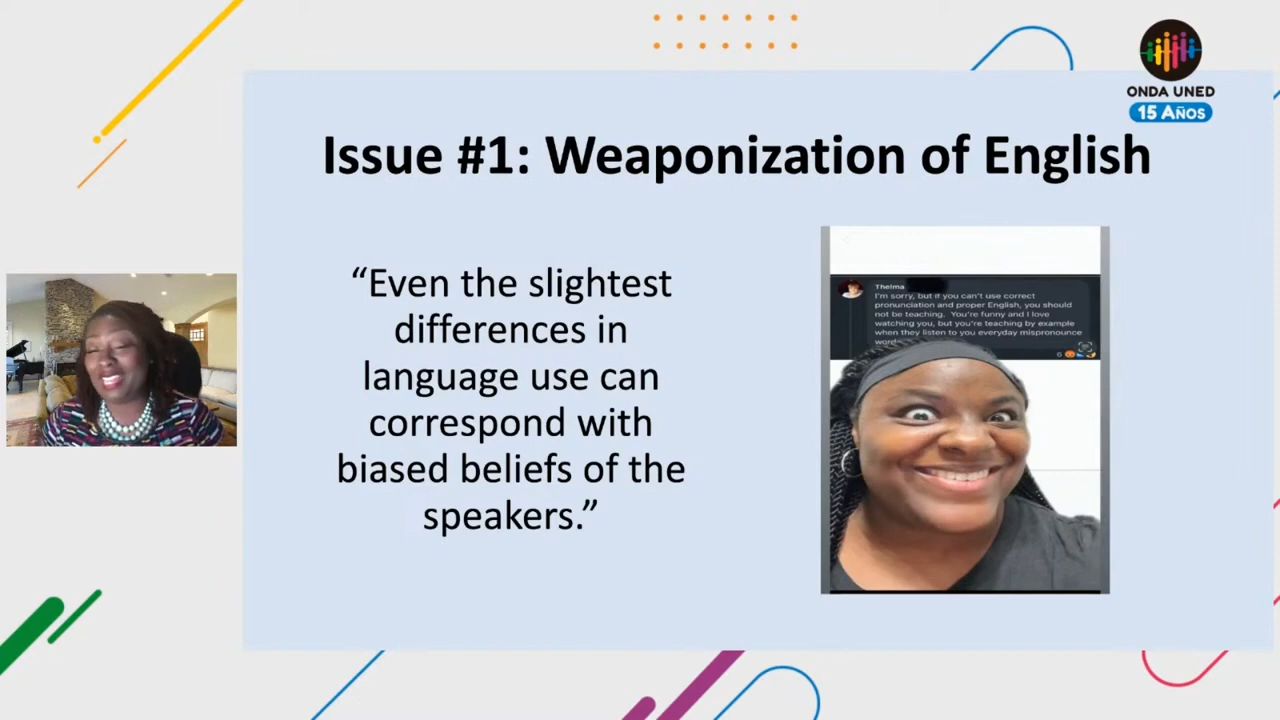 ONDA UNED
15 AÑOS
Issue #1: Weaponization of English
“Even the slightest
differences in
language use can
correspond with
biased beliefs of the
speakers.”
Thelma
I'm sorry, but if you can't use correct
pronunciation and proper English, you should
not be teaching. You're funny and I love
watching you, but you're teaching by example
when they listen to you everyday mispronounce
6